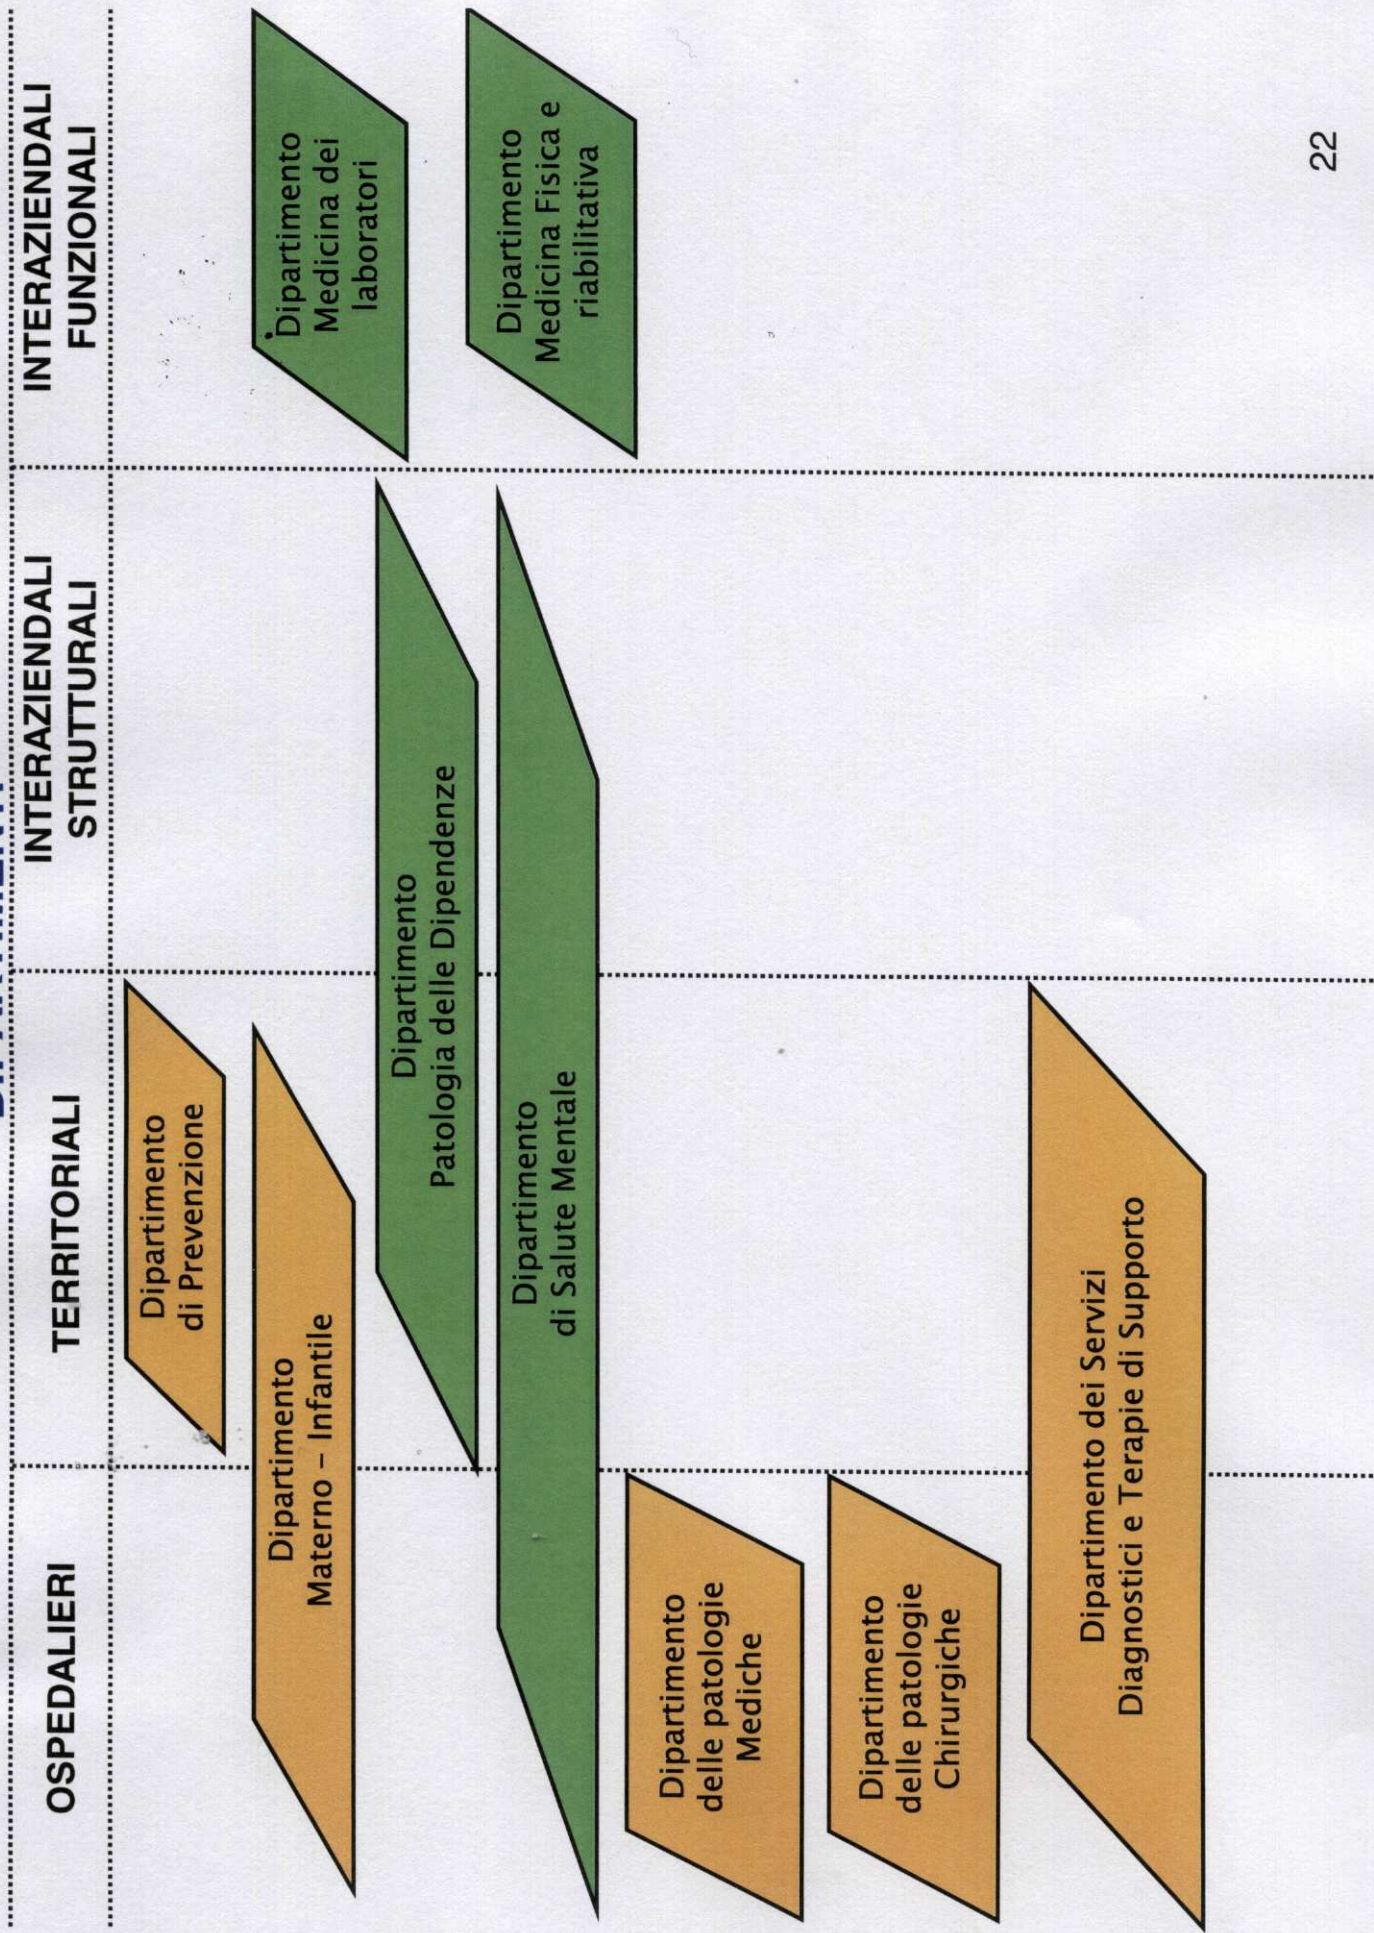 OSPEDALIERI
TERRITORIALI
INTERAZIENDALI
STRUTTURALI
INTERAZIENDALI
FUNZIONALI
Dipartimento
di Prevenzione
Dipartimento
Materno – Infantile
Dipartimento
Medicina dei
laboratori
Dipartimento
Patologia delle Dipendenze
Dipartimento
Medicina Fisica e
riabilitativa
Dipartimento
di Salute Mentale
Dipartimento
delle patologie
Mediche
Dipartimento
delle patologie
Chirurgiche
Dipartimento dei Servizi
Diagnostici e Terapie di Supporto
22